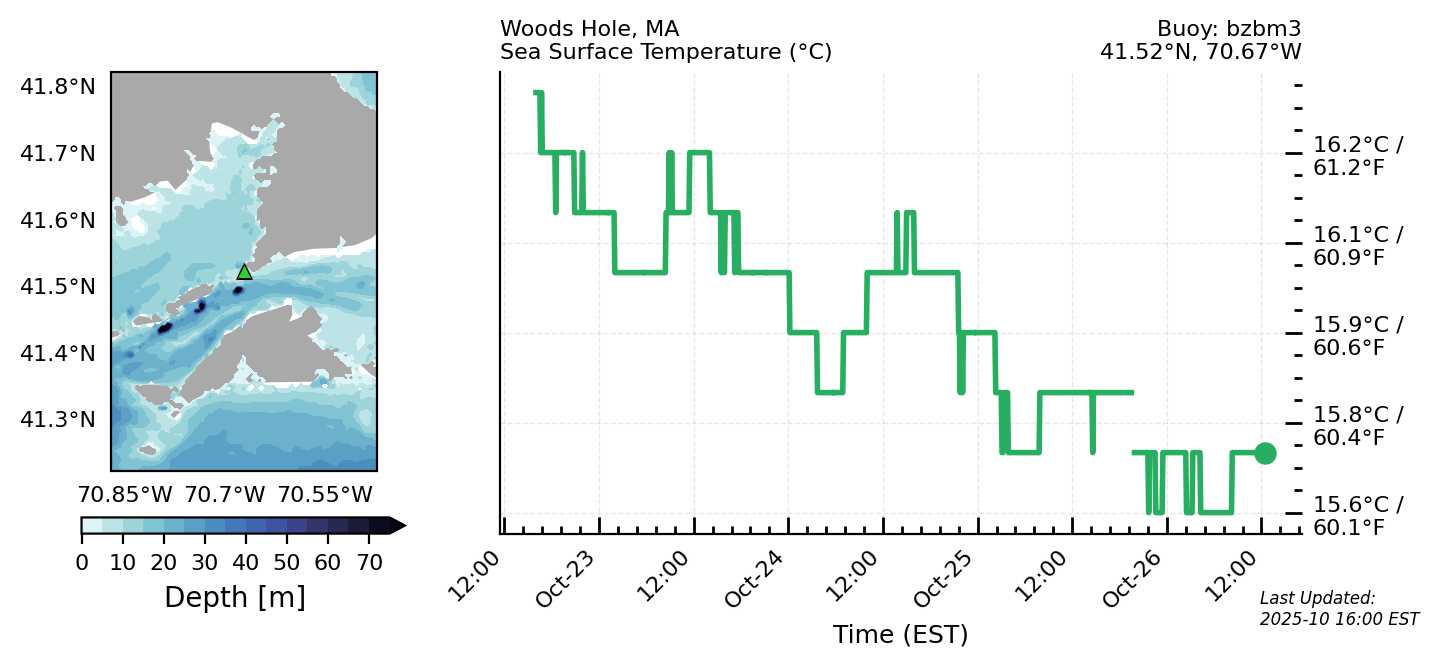 Woods Hole, MA
Sea Surface Temperature (°C)
Buoy: bzbm3
41.52°N, 70.67°W
41.8°N
41.7°N
41.6°N
41.5°N
41.4°N
41.3°N
70.85°W 70.7°W 70.55°W
0 10 20 30 40 50 60 70
Depth [m]
16.2°C /
61.2°F
16.1°C /
60.9°F
15.9°C /
60.6°F
15.8°C /
60.4°F
15.6°C /
60.1°F
12:00 Oct-23 12:00 Oct-24 12:00 Oct-25 12:00 Oct-26 12:00
Time (EST)
Last Updated:
2025-10 16:00 EST